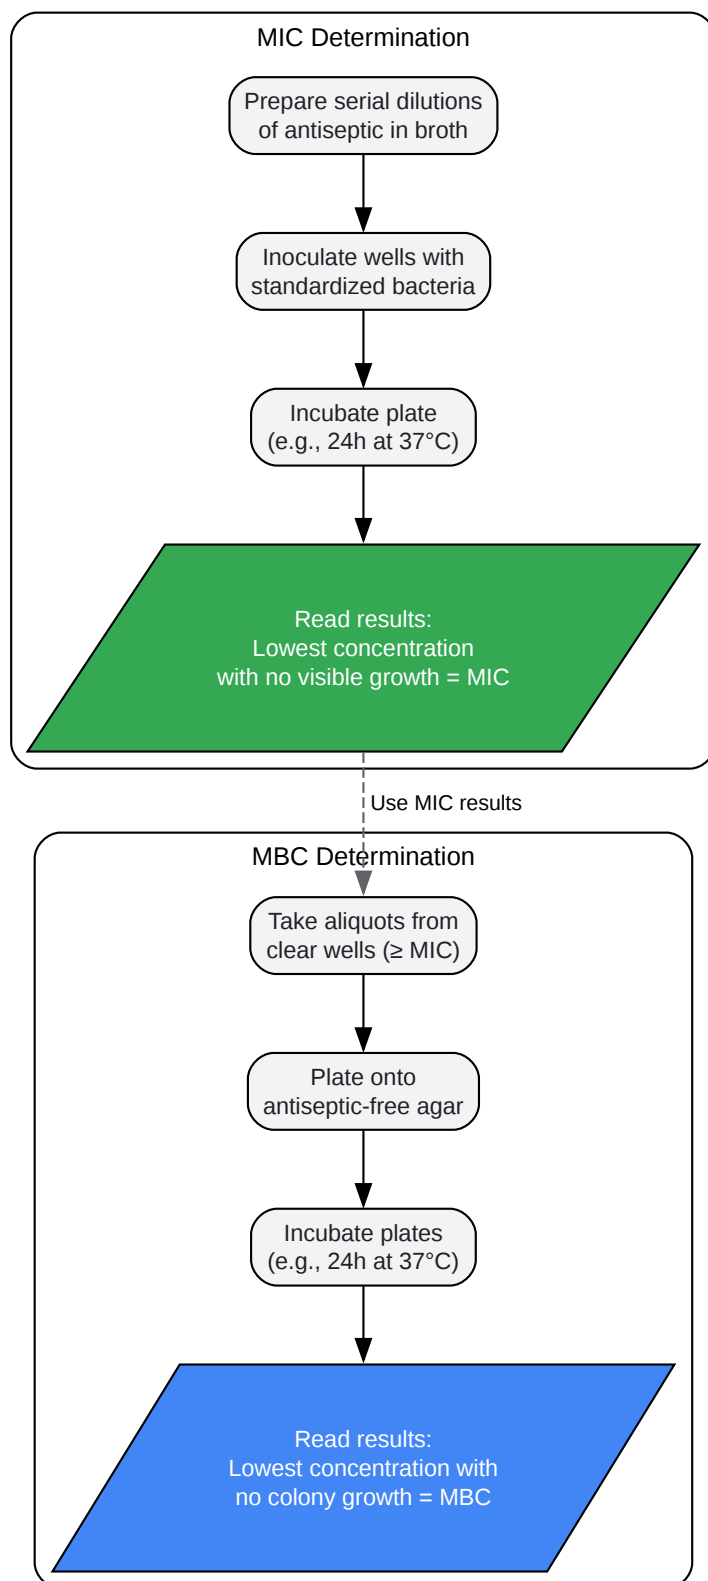 MIC Determination
Prepare serial dilutions
of antiseptic in broth
Inoculate wells with
standardized bacteria
Incubate plate
(e.g., 24h at 37°C)
Read results:
Lowest concentration
with no visible growth = MIC
Use MIC results
MBC Determination
Take aliquots from
clear wells (≥ MIC)
Plate onto
antiseptic-free agar
Incubate plates
(e.g., 24h at 37°C)
Read results:
Lowest concentration with
no colony growth = MBC